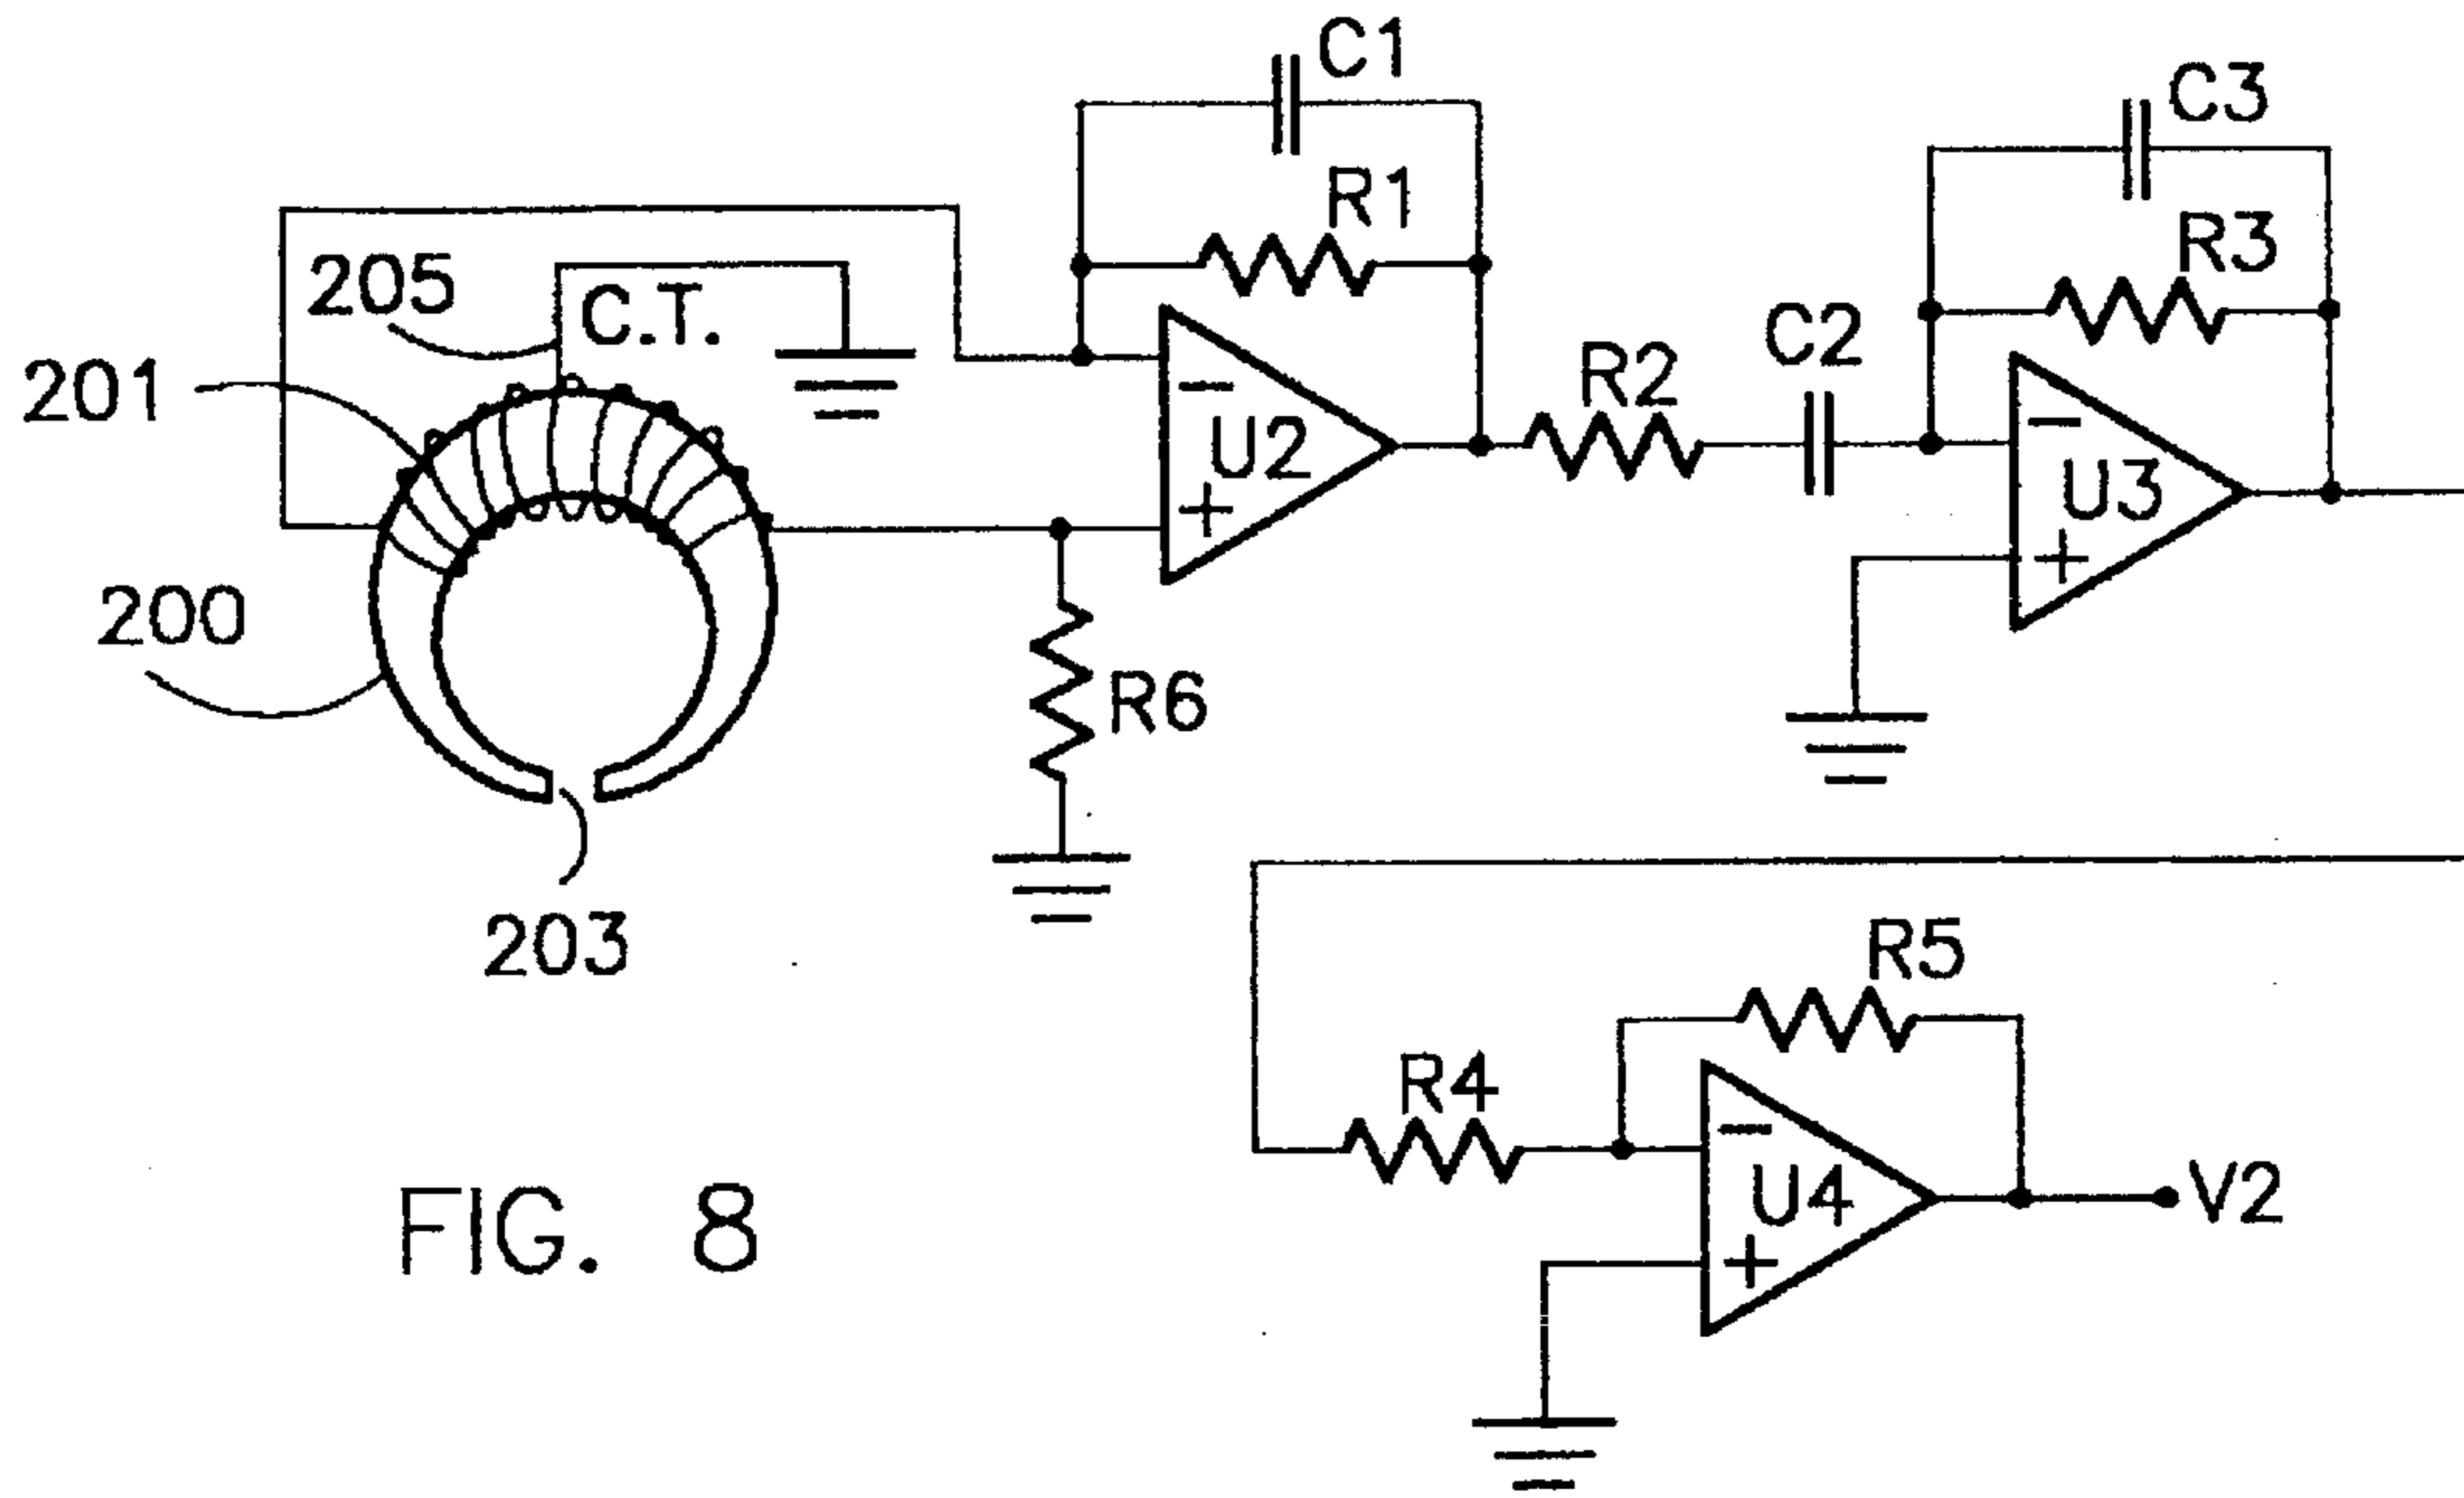 C1
C3
R1
R3
205
C.T.
C2
201
R2
−
U2
−
U3
+
+
200
R6
203
R5
R4
−
U4
V2
+
FIG. 8